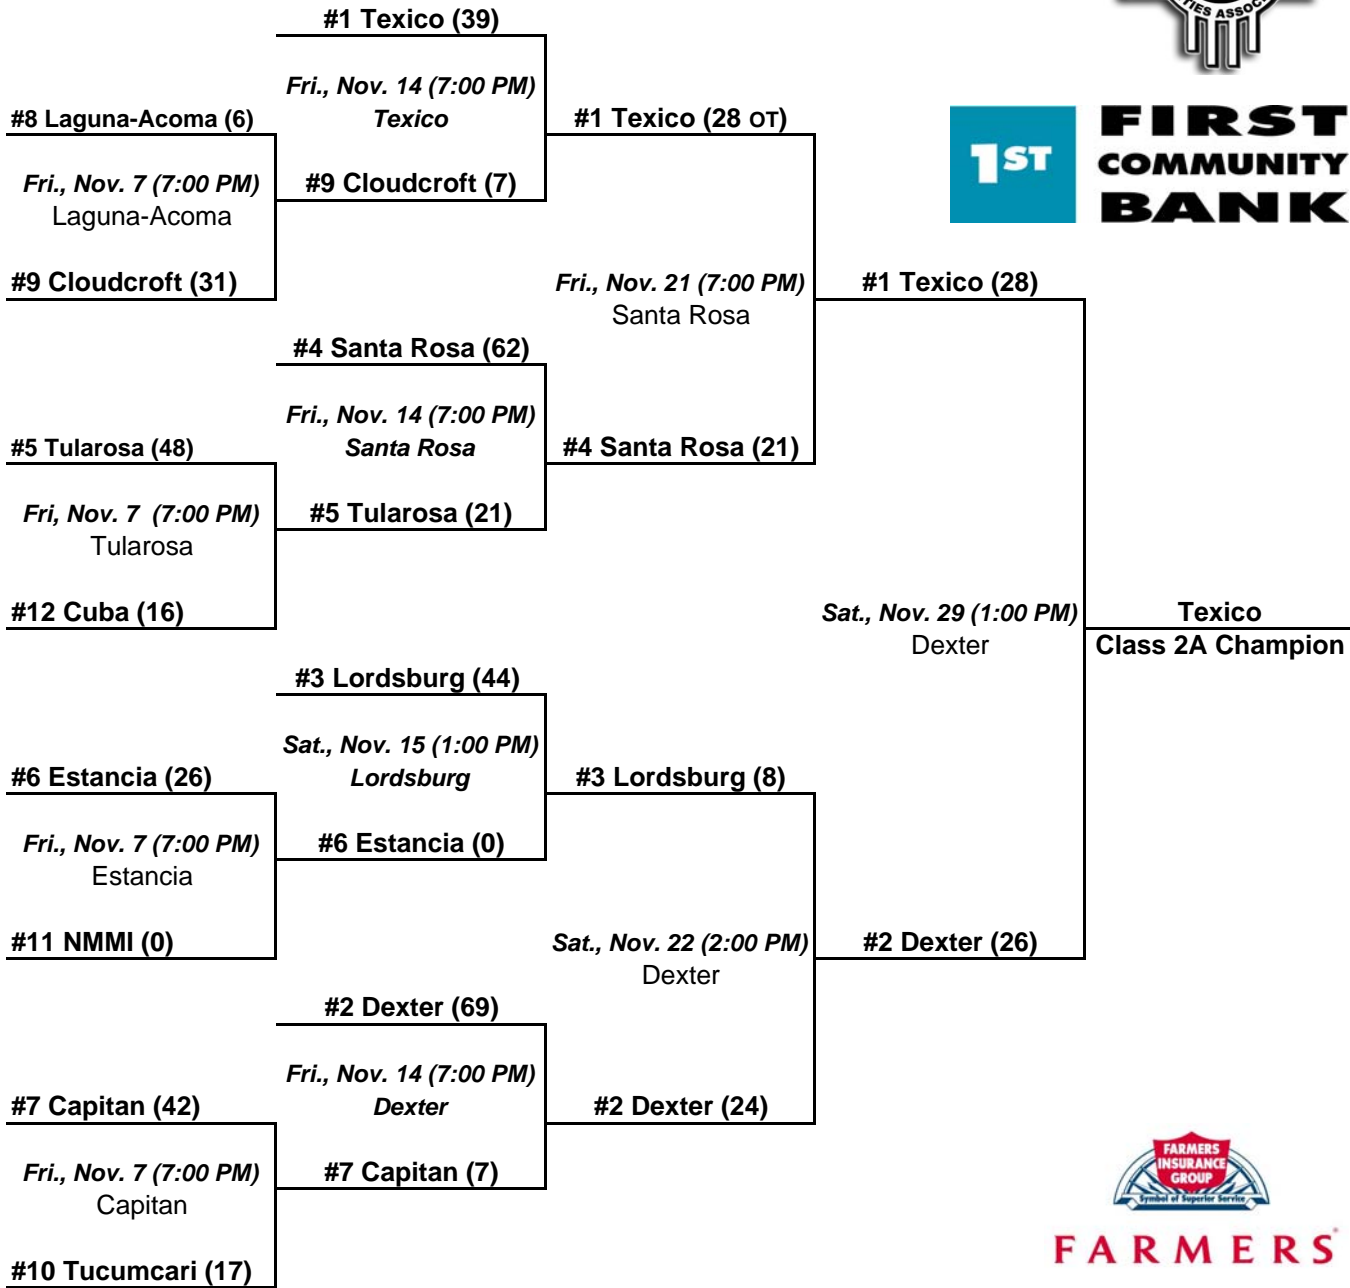 #1 Texico (39)
Fri., Nov. 14 (7:00 PM)
Texico
#8 Laguna-Acoma (6)
#1 Texico (28 OT)
Fri., Nov. 7 (7:00 PM)
Laguna-Acoma
#9 Cloudcroft (7)
#9 Cloudcroft (31)
Fri., Nov. 21 (7:00 PM)
Santa Rosa
#1 Texico (28)
#4 Santa Rosa (62)
Fri., Nov. 14 (7:00 PM)
Santa Rosa
#5 Tularosa (48)
#4 Santa Rosa (21)
Fri, Nov. 7 (7:00 PM)
Tularosa
#5 Tularosa (21)
#12 Cuba (16)
Sat., Nov. 29 (1:00 PM)
Dexter
Texico
Class 2A Champion
#3 Lordsburg (44)
Sat., Nov. 15 (1:00 PM)
Lordsburg
#6 Estancia (26)
#3 Lordsburg (8)
Fri., Nov. 7 (7:00 PM)
Estancia
#6 Estancia (0)
#11 NMMI (0)
Sat., Nov. 22 (2:00 PM)
Dexter
#2 Dexter (26)
#2 Dexter (69)
Fri., Nov. 14 (7:00 PM)
Dexter
#7 Capitan (42)
#2 Dexter (24)
Fri., Nov. 7 (7:00 PM)
Capitan
#7 Capitan (7)
#10 Tucumcari (17)
1ST
FIRST
COMMUNITY
BANK
FARMERS
INSURANCE
GROUP
Symbol of Superior Service
FARMERS